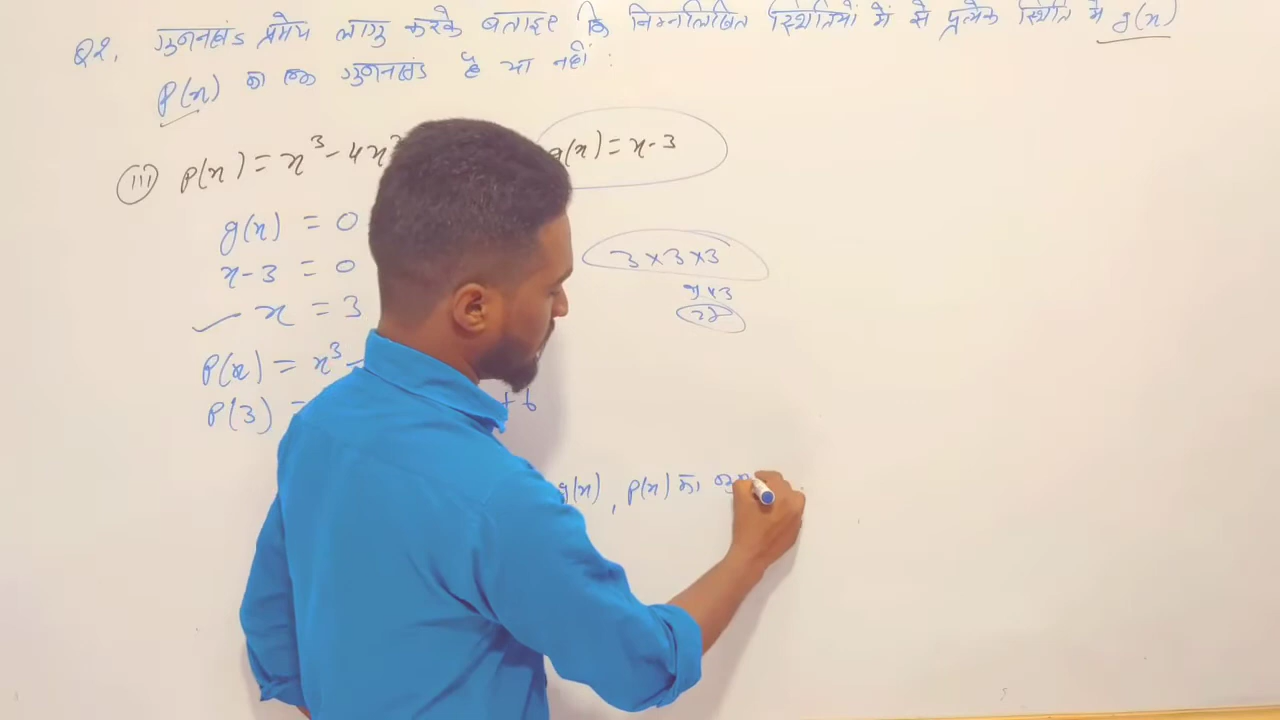 Q2. गुणनखंड प्रमेय लागू करके बताइए कि निम्नलिखित स्थितियों में से प्रत्येक स्थिति में g(x)
P(x) का एक गुणनखंड है या नहीं :
(iii) P(x) = x³ - 4x² g(x) = x - 3
g(x) = 0
x - 3 = 0
x = 3
3 × 3 × 3
9 × 3
27
P(x) = x³ -
P(3) = + 6
g(x), P(x) का